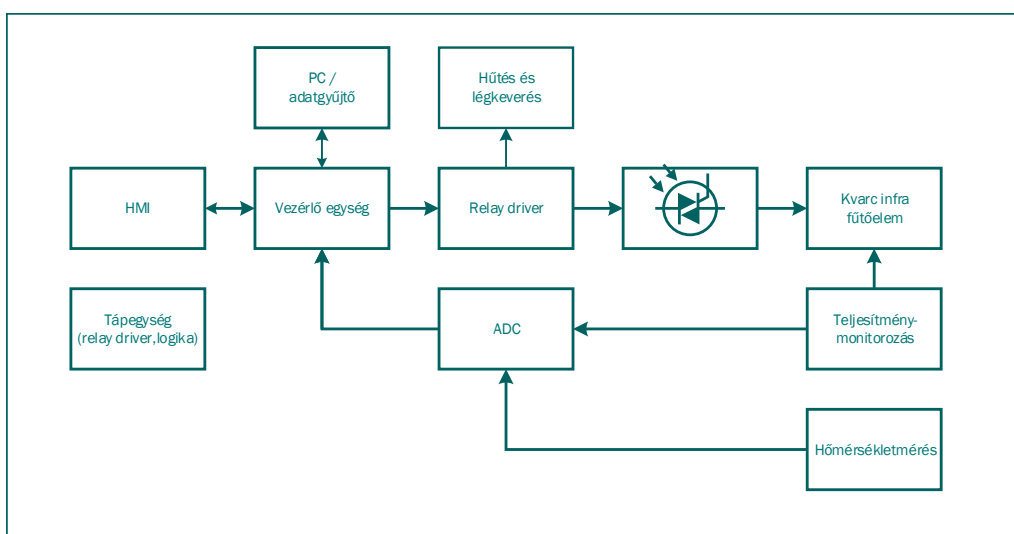 PC /
adatgyűjtő
Hűtés és
légkeverés
HMI
Vezérlő egység
Relay driver
Kvarc infra
fűtőelem
Tápegység
(relay driver,logika)
ADC
Teljesítmény-
monitorozás
Hőmérsékletmérés